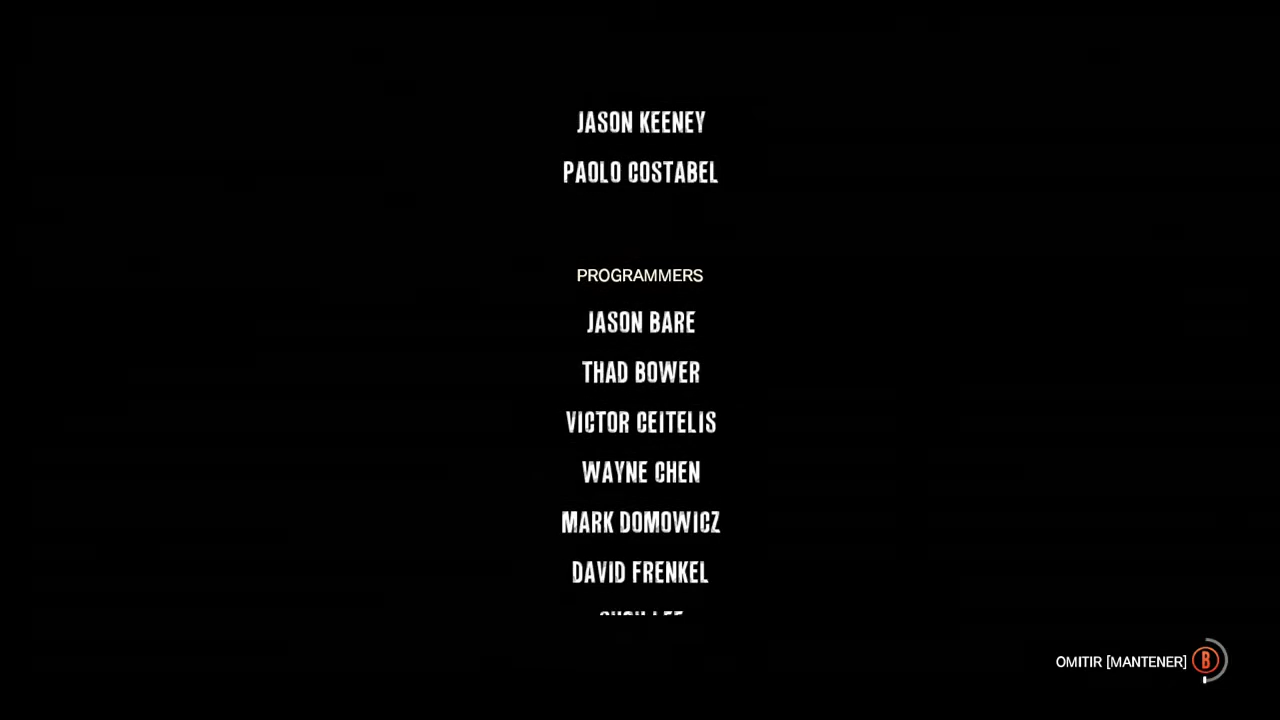 JASON KEENEY
PAOLO COSTABEL
PROGRAMMERS
JASON BARE
THAD BOWER
VICTOR CEITELIS
WAYNE CHEN
MARK DOMOWICZ
DAVID FRENKEL
OMITIR [MANTENER] B